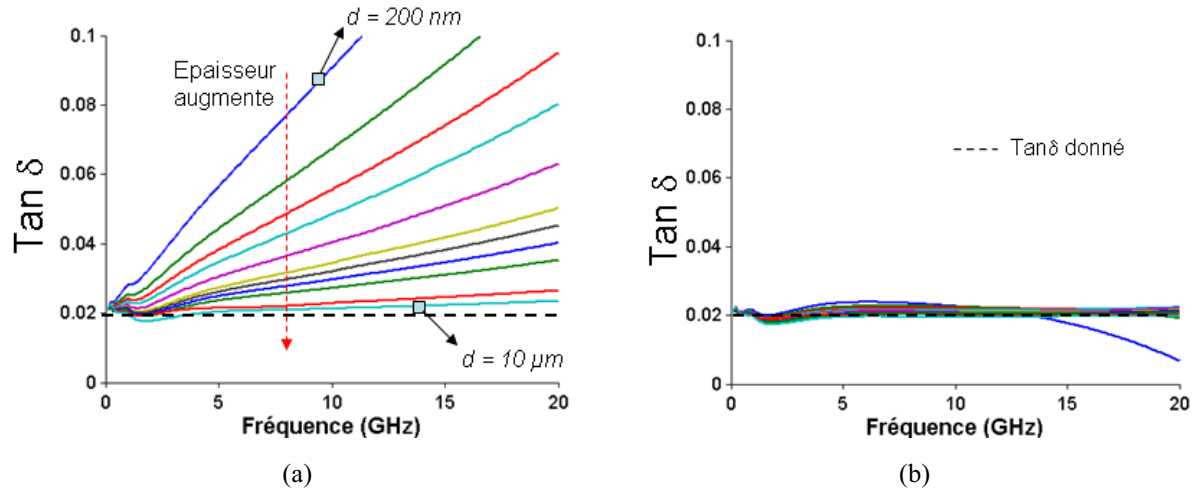 d = 200 nm
0.1
0.08
0.06
0.04
0.02
0
Tan δ
Epaisseur
augmente
d = 10 µm
0
5
10
15
20
Fréquence (GHz)
(a)
0.1
0.08
0.06
0.04
0.02
0
Tan δ
Tanδ donné
0
5
10
15
20
Fréquence (GHz)
(b)